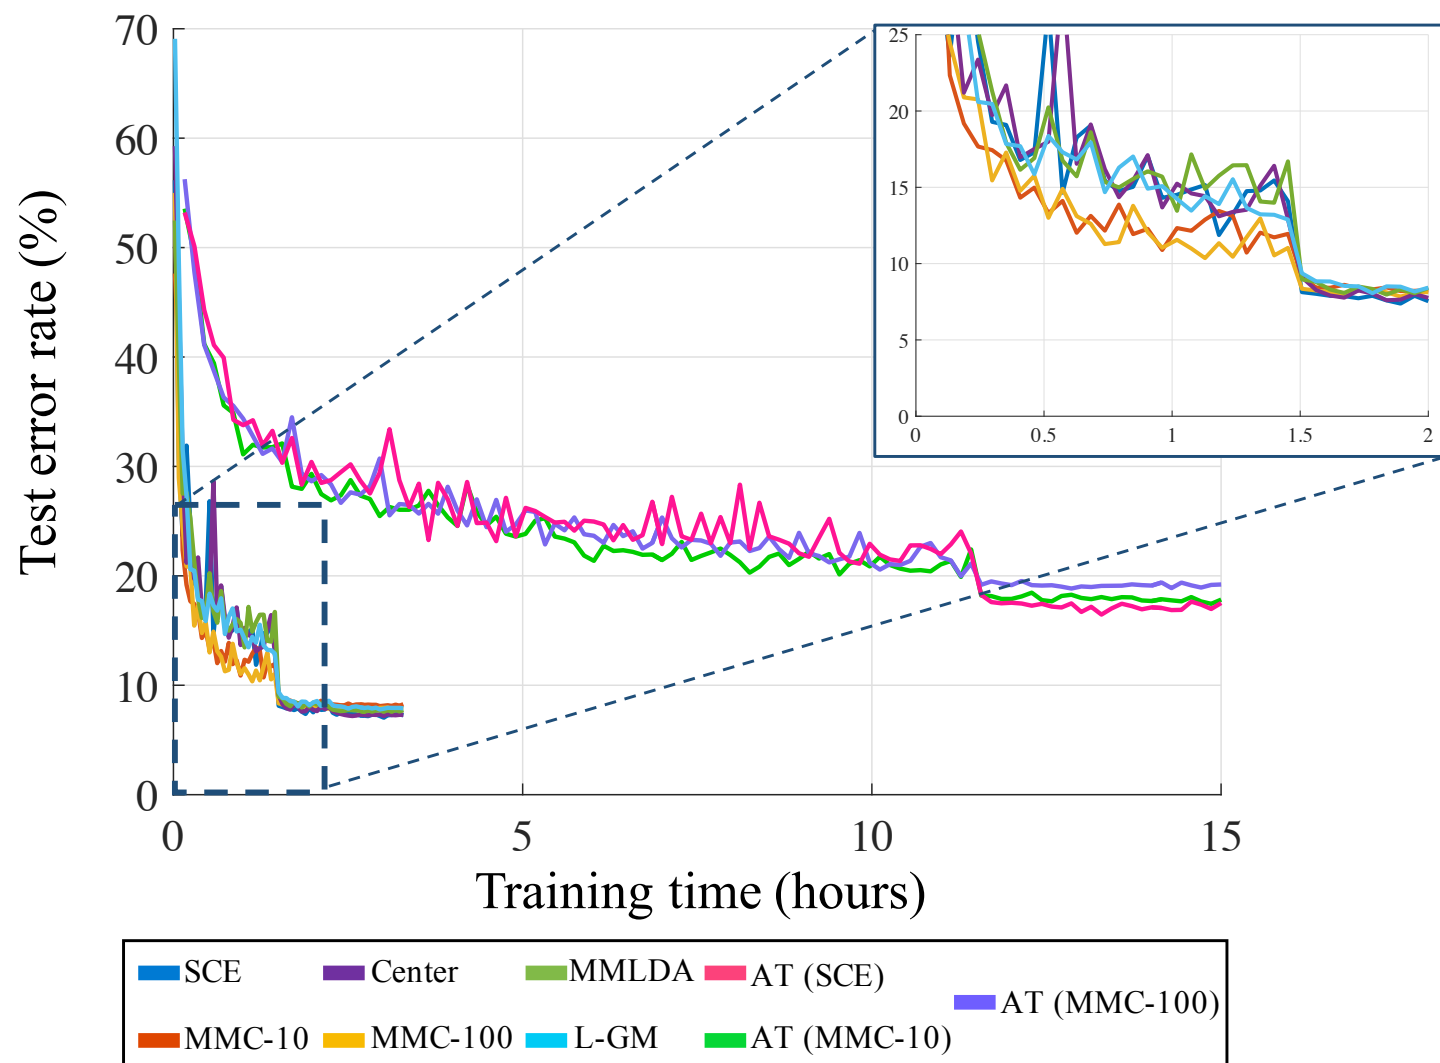 Test error rate (%)
70
60
50
40
30
20
10
0
0 5 10 15
Training time (hours)
25
20
15
10
5
0
0 0.5 1 1.5 2
SCE Center MMLDA AT (SCE) AT (MMC-100)
MMC-10 MMC-100 L-GM AT (MMC-10)